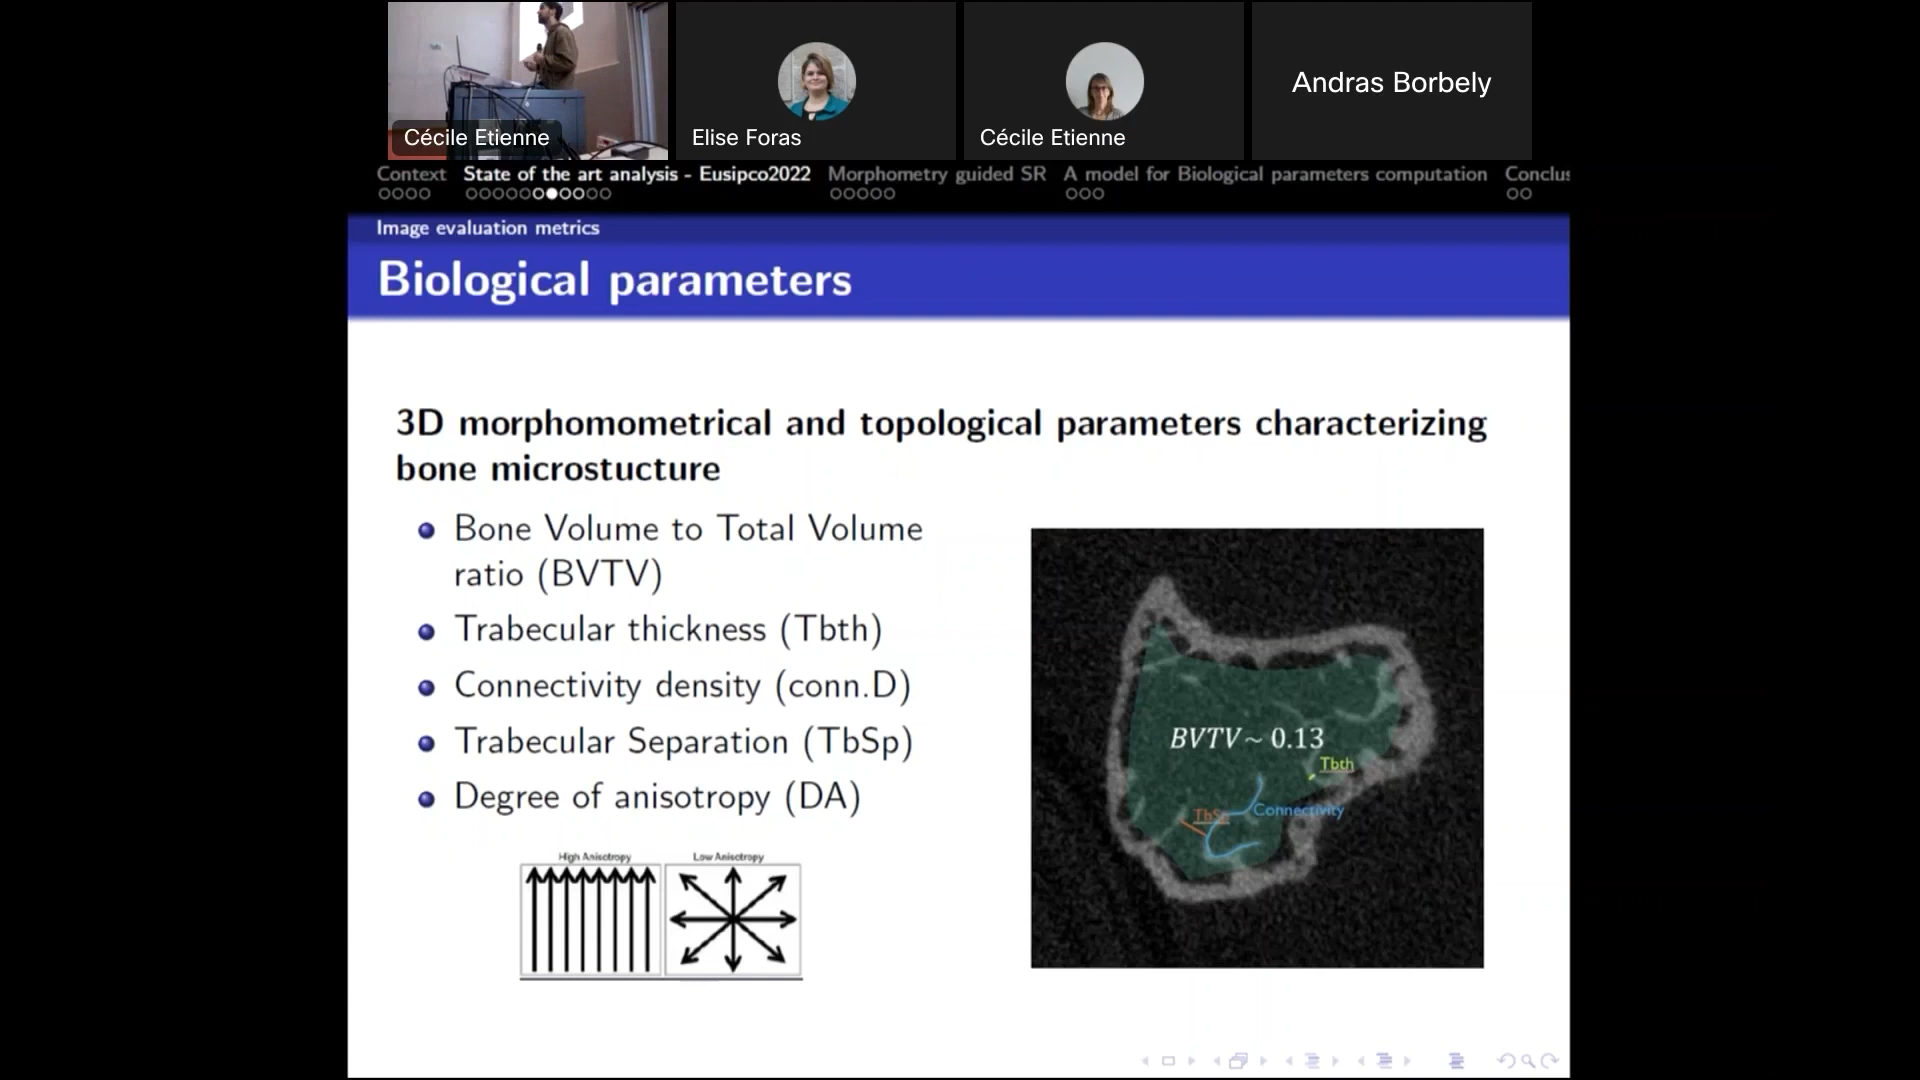 Cécile Etienne
Elise Foras
Cécile Etienne
Andras Borbely
Context
State of the art analysis - Eusipco2022
Morphometry guided SR
A model for Biological parameters computation
Conclus
Image evaluation metrics
Biological parameters
3D morphomometrical and topological parameters characterizing
bone microstucture
Bone Volume to Total Volume
ratio (BVTV)
Trabecular thickness (Tbth)
Connectivity density (conn.D)
Trabecular Separation (TbSp)
Degree of anisotropy (DA)
High Anisotropy
Low Anisotropy
BVTV ~ 0.13
Tbth
TbSp
Connectivity